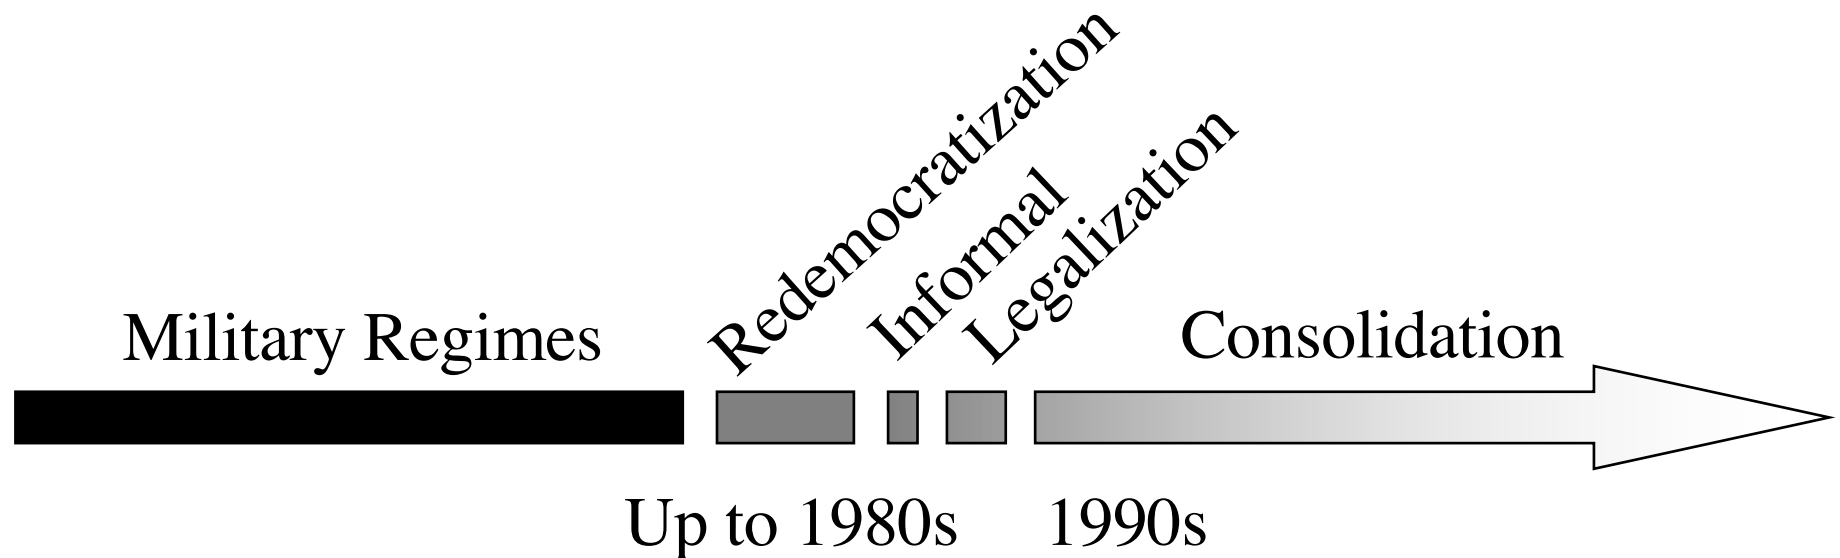 Military Regimes
Redemocratization
Informal
Legalization
Consolidation
Up to 1980s
1990s